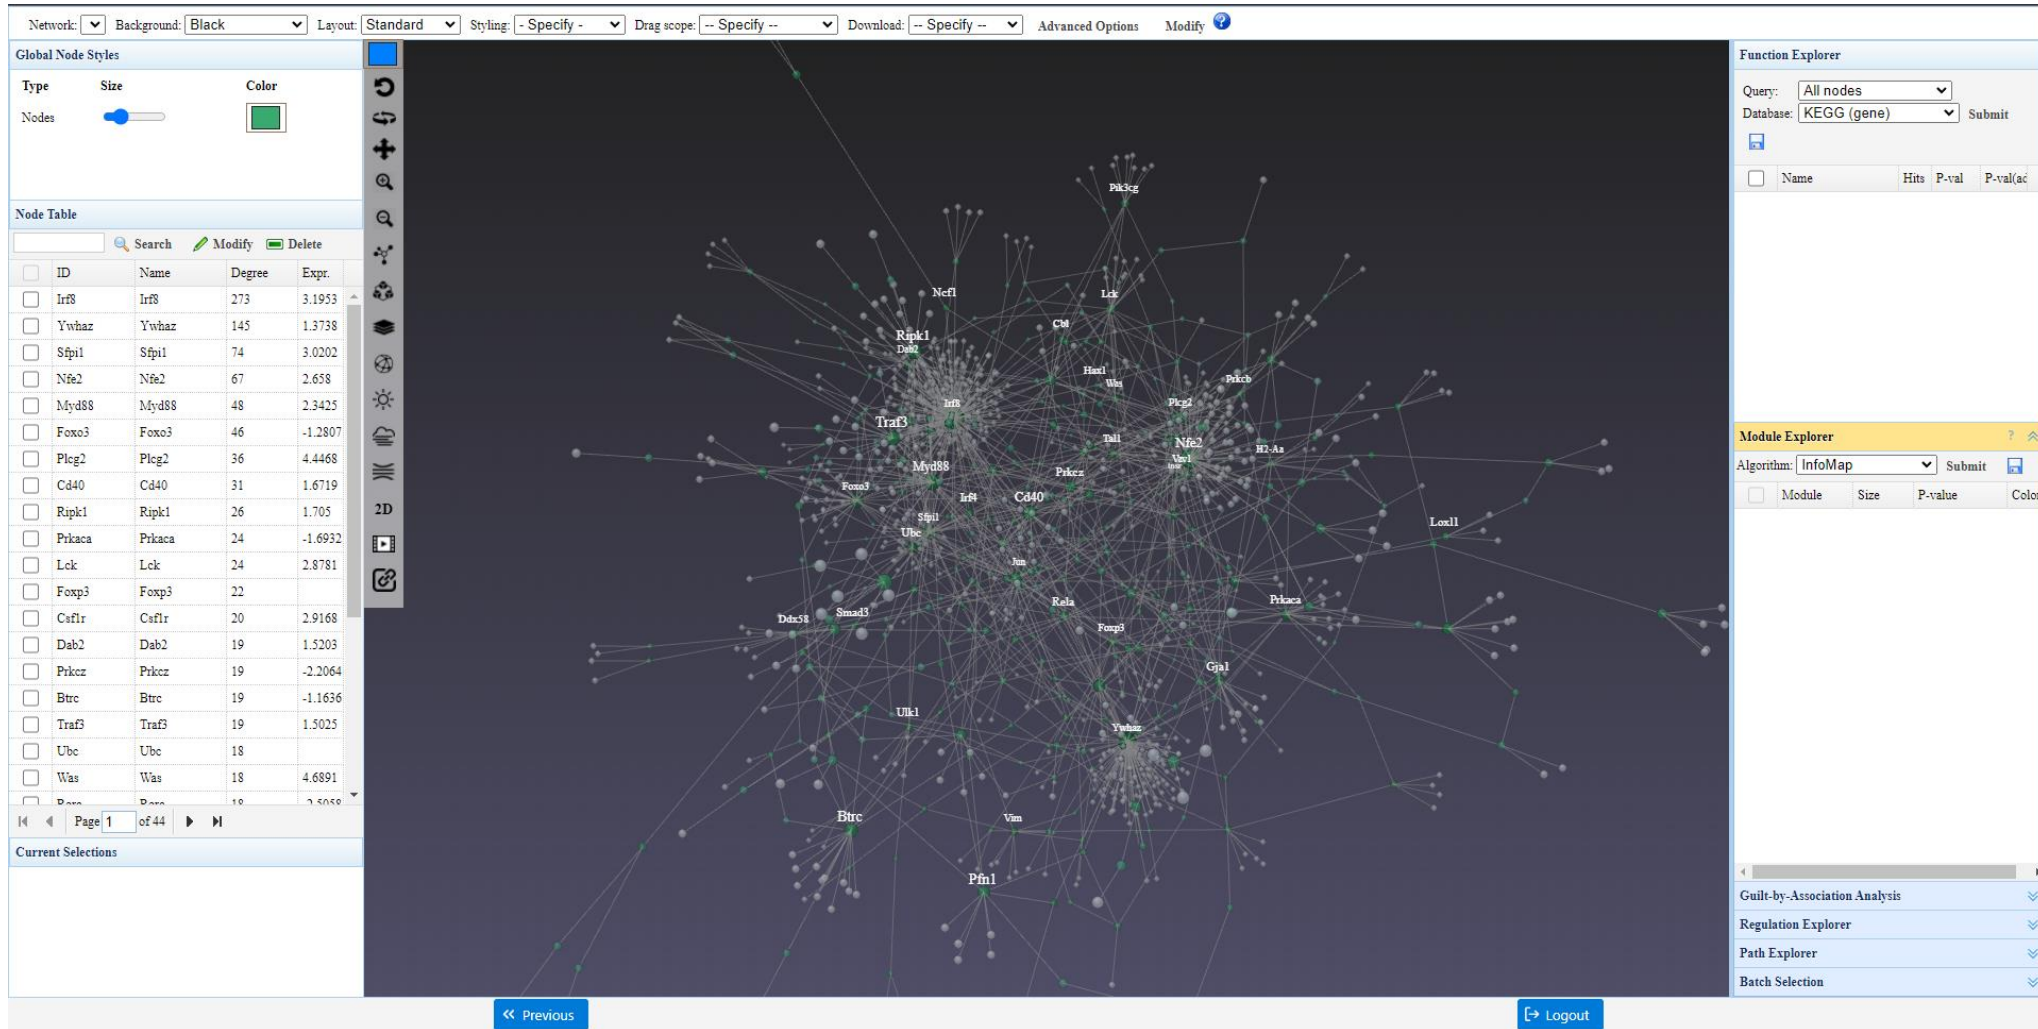 Network: Background: Black Layout: Standard Styling: - Specify - Drag scope: -- Specify -- Download: -- Specify -- Advanced Options Modify ?
Global Node Styles
Type Size Color
Nodes
Node Table
Search Modify Delete
ID Name Degree Expr.
Irf8 Irf8 273 3.1953
Ywhaz Ywhaz 145 1.3738
Sfpi1 Sfpi1 74 3.0202
Nfe2 Nfe2 67 2.658
Myd88 Myd88 48 2.3425
Foxo3 Foxo3 46 -1.2807
Plcg2 Plcg2 36 4.4468
Cd40 Cd40 31 1.6719
Ripk1 Ripk1 26 1.705
Prkaca Prkaca 24 -1.6932
Lck Lck 24 2.8781
Foxp3 Foxp3 22
Csf1r Csf1r 20 2.9168
Dab2 Dab2 19 1.5203
Prkcz Prkcz 19 -2.2064
Btrc Btrc 19 -1.1636
Traf3 Traf3 19 1.5025
Ubc Ubc 18
Was Was 18 4.6891
Page 1 of 44
Current Selections
2D
Pik3cg
Ncf1
Lck
Cbl
Ripk1
Dab2
Hax1
Was
Prkcb
Irf8
Plcg2
Traf3
Tal1
Nfe2
H2-Aa
Vav1
Myd88
Prkcz
Foxo3
Irf4
Cd40
Sfpi1
Loxl1
Ubc
Jun
Rela
Prkaca
Smad3
Ddx58
Foxp3
Gja1
Ulk1
Ywhaz
Btrc
Vim
Pfn1
Function Explorer
Query: All nodes
Database: KEGG (gene) Submit
Name Hits P-val P-val(ad
Module Explorer ?
Algorithm: InfoMap Submit
Module Size P-value Color
Guilt-by-Association Analysis
Regulation Explorer
Path Explorer
Batch Selection
Previous
Logout